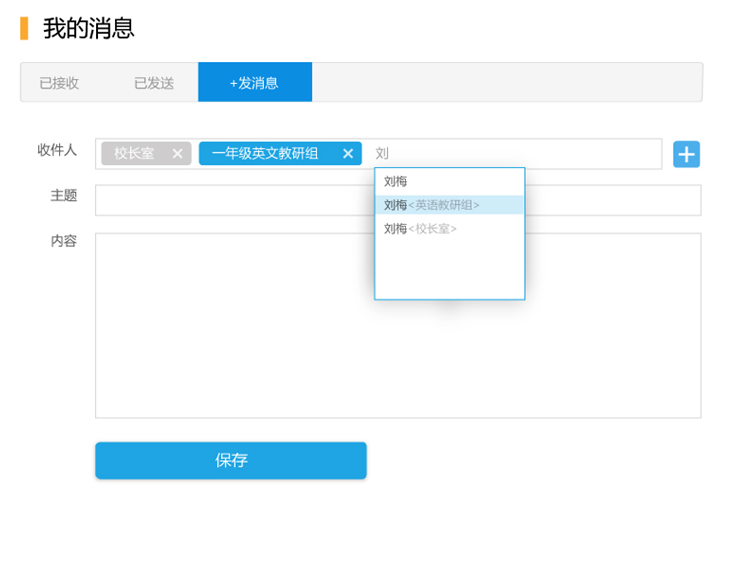 我的消息
已接收 已发送 +发消息
收件人 校长室 × 一年级英文教研组 × 刘
刘梅
主题
刘梅<英语教研组>
刘梅<校长室>
内容
保存